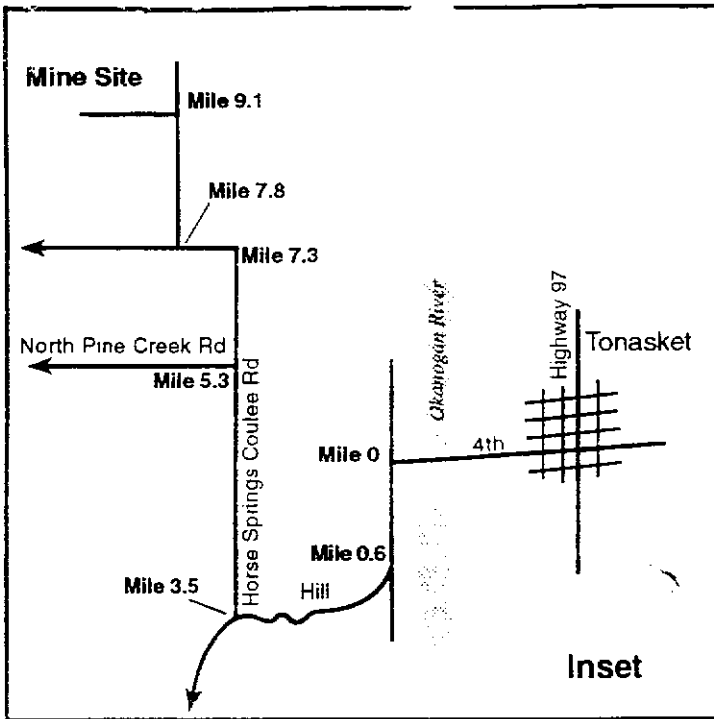 Mine Site
Mile 9.1
Mile 7.8
Mile 7.3
North Pine Creek Rd
Mile 5.3
Horse Springs Coulee Rd
Okanogan River
Highway 97
Tonasket
4th
Mile 0
Mile 0.6
Hill
Mile 3.5
Inset